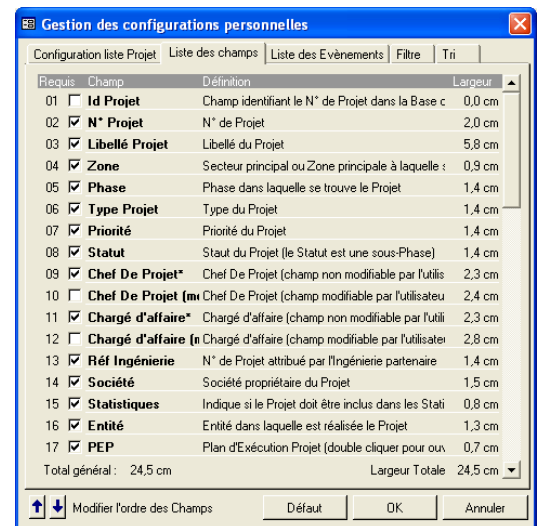 Gestion des configurations personnelles
Configuration liste Projet Liste des champs Liste des Evènements Filtre Tri
Requis Champ Définition Largeur
01 Id Projet Champ identifiant le N° de Projet dans la Base 0,0 cm
02 N° Projet N° de Projet 2,0 cm
03 Libellé Projet Libellé du Projet 5,8 cm
04 Zone Secteur principal ou Zone principale à laquelle 0,9 cm
05 Phase Phase dans laquelle se trouve le Projet 1,4 cm
06 Type Projet Type du Projet 1,4 cm
07 Priorité Priorité du Projet 1,4 cm
08 Statut Staut du Projet (le Statut est une sous-Phase) 1,4 cm
09 Chef De Projet* Chef De Projet (champ non modifiable par l'utilis 2,3 cm
10 Chef De Projet (m Chef De Projet (champ modifiable par l'utilisateu 2,4 cm
11 Chargé d'affaire* Chargé d'affaire (champ non modifiable par l'utili 2,3 cm
12 Chargé d'affaire ( Chargé d'affaire (champ modifiable par l'utilisate 2,8 cm
13 Réf Ingénierie N° de Projet attribué par l'Ingénierie partenaire 1,4 cm
14 Société Société propriétaire du Projet 1,5 cm
15 Statistiques Indique si le Projet doit être inclus dans les Stati 0,8 cm
16 Entité Entité dans laquelle est réalisée le Projet 1,3 cm
17 PEP Plan d'Exécution Projet (double cliquer pour ouv 0,7 cm
Total général : 24,5 cm Largeur Totale 24,5 cm
Modifier l'ordre des Champs Défaut OK Annuler